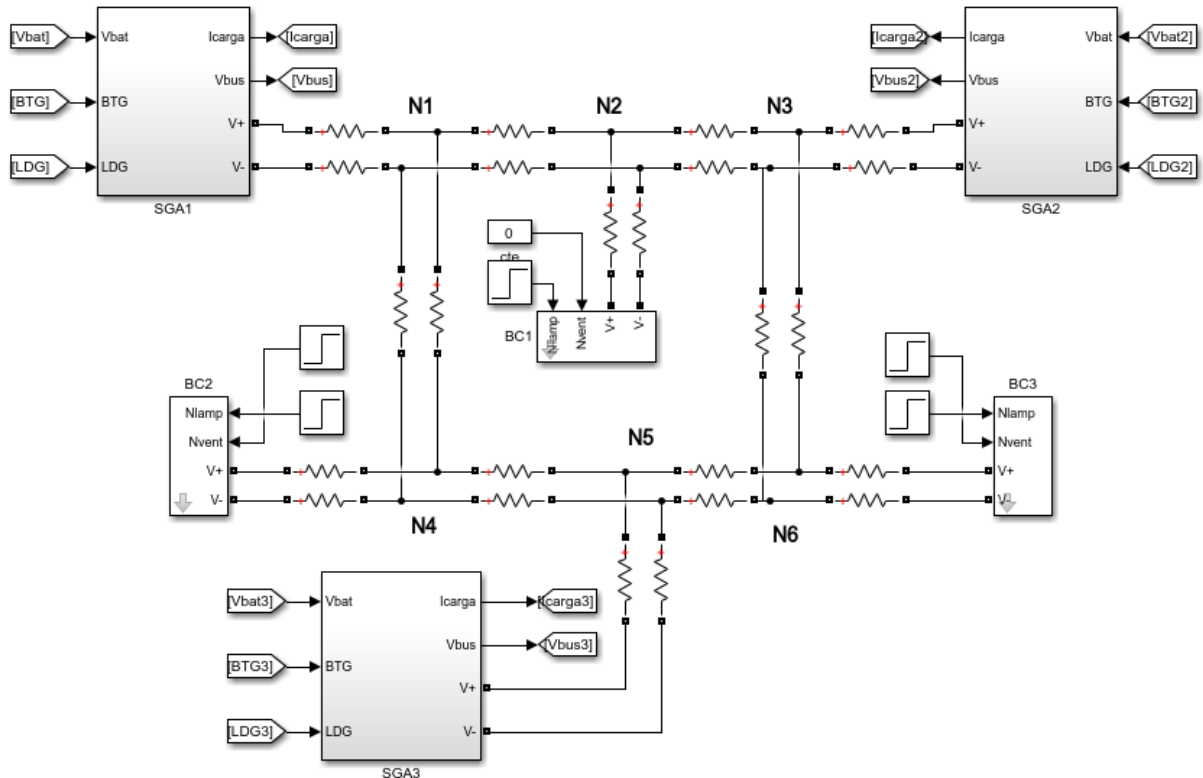 [Vbat]
Vbat
Icarga
[Icarga]
Vbus
[Vbus]
[BTG]
BTG
V+
[LDG]
LDG
V-
SGA1
N1
N2
N3
[Icarga2]
Icarga
Vbat
[Vbat2]
[Vbus2]
Vbus
BTG
[BTG2]
V+
V-
LDG
[LDG2]
SGA2
0
cte
BC1
Nlamp
Nvent
V+
V-
BC2
Nlamp
Nvent
V+
V-
BC3
Nlamp
Nvent
V+
V-
N5
N4
N6
[Vbat3]
Vbat
Icarga
[Icarga3]
Vbus
[Vbus3]
[BTG3]
BTG
V+
[LDG3]
LDG
V-
SGA3